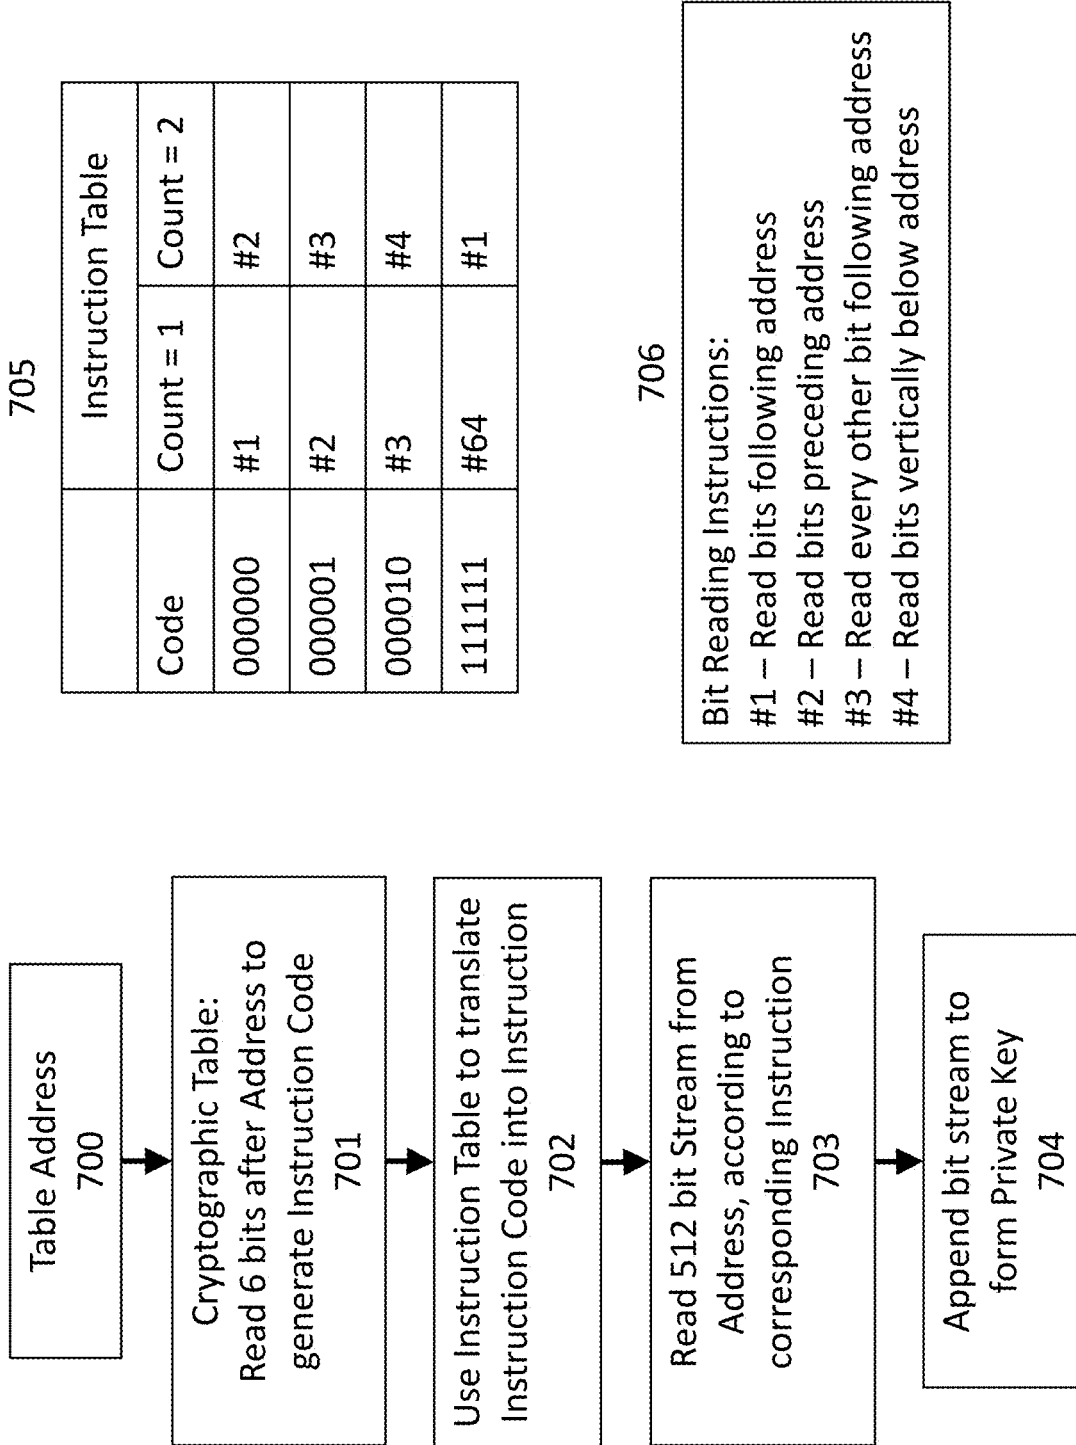 Table Address
700
Cryptographic Table:
Read 6 bits after Address to
generate Instruction Code
701
Use Instruction Table to translate
Instruction Code into Instruction
702
Read 512 bit Stream from
Address, according to
corresponding Instruction
703
Append bit stream to
form Private Key
704
705
Instruction Table
Code Count = 1 Count = 2
000000 #1 #2
000001 #2 #3
000010 #3 #4
111111 #64 #1
706
Bit Reading Instructions:
#1 – Read bits following address
#2 – Read bits preceding address
#3 – Read every other bit following address
#4 – Read bits vertically below address